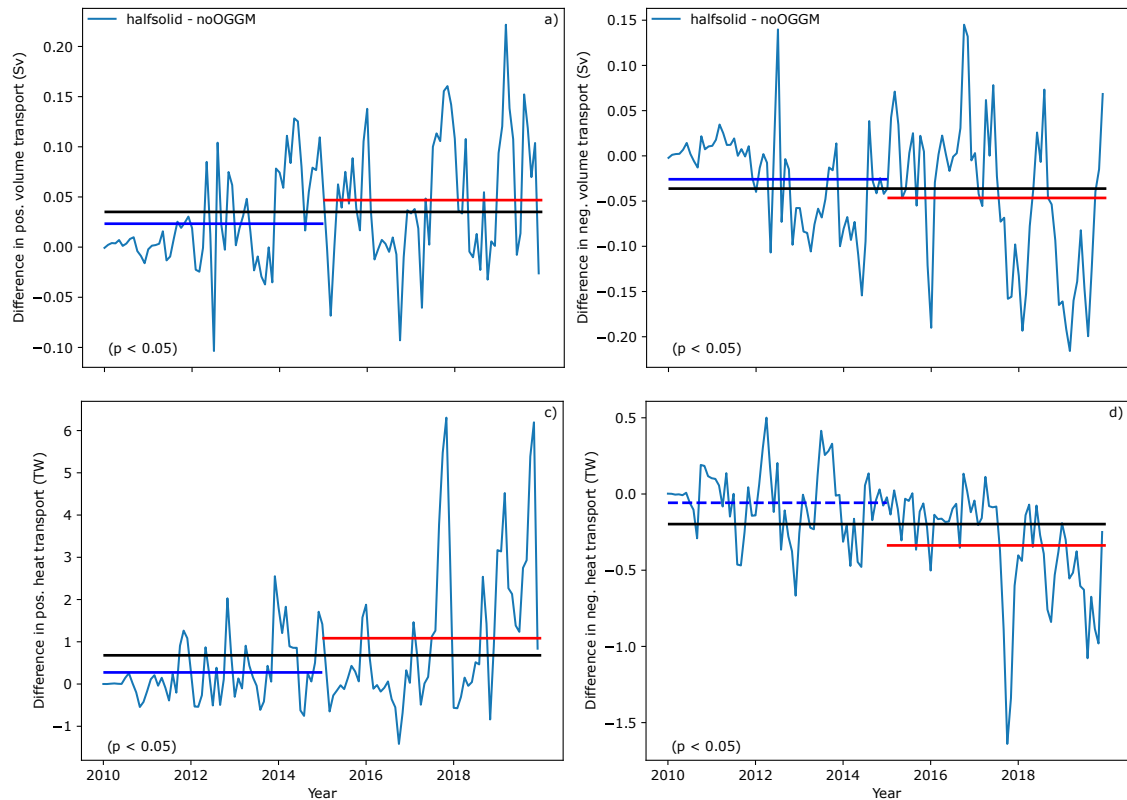 halfsolid - noOGGM
a)
Difference in pos. volume transport (Sv)
0.20
0.15
0.10
0.05
0.00
−0.05
−0.10
(p < 0.05)
halfsolid - noOGGM
Difference in neg. volume transport (Sv)
0.15
0.10
0.05
0.00
−0.05
−0.10
−0.15
−0.20
(p < 0.05)
c)
Difference in pos. heat transport (TW)
6
5
4
3
2
1
0
−1
(p < 0.05)
2010
2012
2014
2016
2018
Year
d)
Difference in neg. heat transport (TW)
0.5
0.0
−0.5
−1.0
−1.5
(p < 0.05)
2010
2012
2014
2016
2018
Year